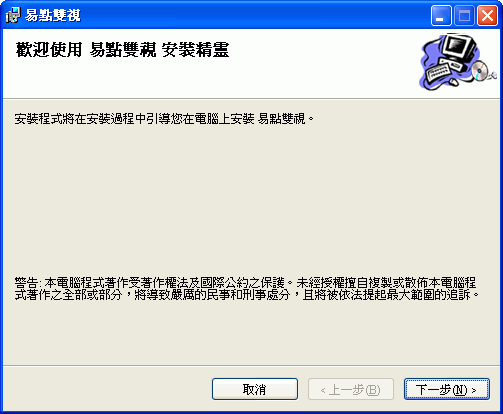 易點雙視
歡迎使用 易點雙視 安裝精靈
安裝程式將在安裝過程中引導您在電腦上安裝 易點雙視。
警告: 本電腦程式著作受著作權法及國際公約之保護。未經授權擅自複製或散佈本電腦程
式著作之全部或部分，將導致嚴厲的民事和刑事處分，且將被依法提起最大範圍的追訴。
取消
< 上一步(B)
下一步(N) >